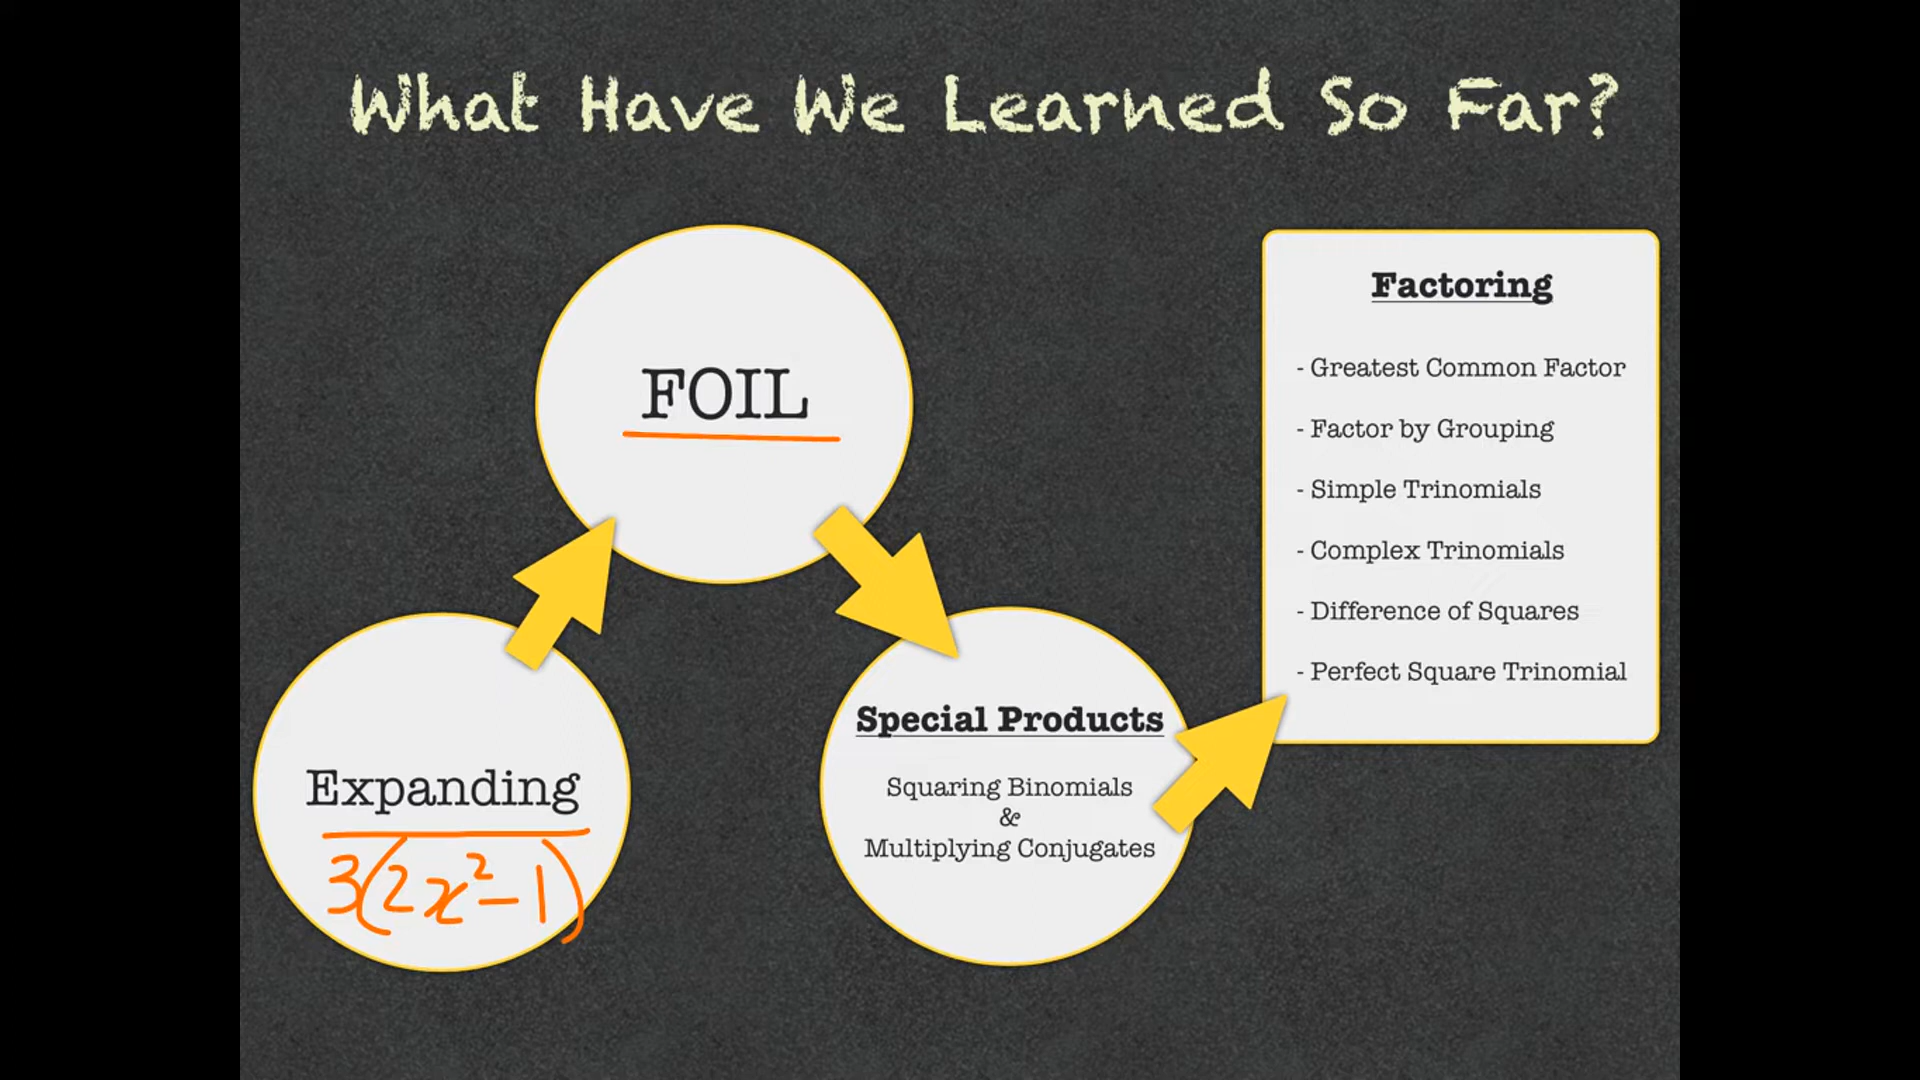 What Have We Learned So Far?
FOIL
Expanding
3(2x²-1)
Special Products
Squaring Binomials
&
Multiplying Conjugates
Factoring
- Greatest Common Factor
- Factor by Grouping
- Simple Trinomials
- Complex Trinomials
- Difference of Squares
- Perfect Square Trinomial